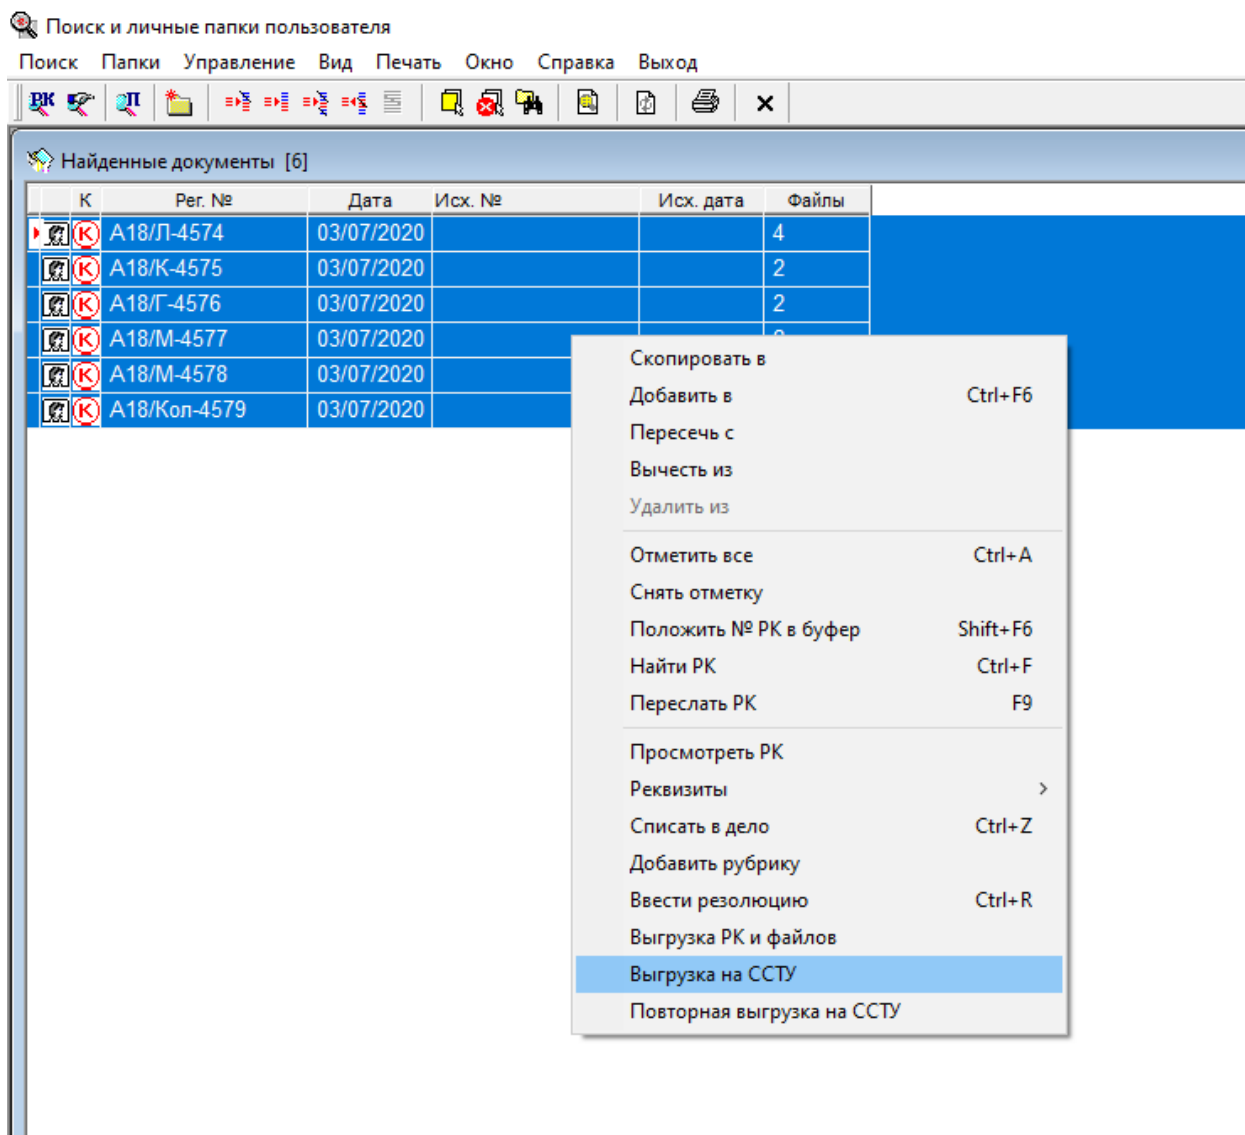 Поиск и личные папки пользователя
Поиск Папки Управление Вид Печать Окно Справка Выход
РК П
Найденные документы [6]
К Рег. № Дата Исх. № Исх. дата Файлы
К А18/Л-4574 03/07/2020 4
К А18/К-4575 03/07/2020 2
К А18/Г-4576 03/07/2020 2
К А18/М-4577 03/07/2020
К А18/М-4578 03/07/2020
К А18/Кол-4579 03/07/2020
Скопировать в
Добавить в Ctrl+F6
Пересечь с
Вычесть из
Удалить из
Отметить все Ctrl+A
Снять отметку
Положить № РК в буфер Shift+F6
Найти РК Ctrl+F
Переслать РК F9
Просмотреть РК
Реквизиты
Списать в дело Ctrl+Z
Добавить рубрику
Ввести резолюцию Ctrl+R
Выгрузка РК и файлов
Выгрузка на ССТУ
Повторная выгрузка на ССТУ